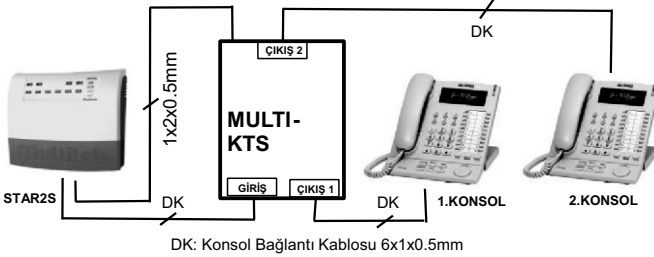 DK
ÇIKIŞ 2
1x2x0.5mm
MULTI-
KTS
Multitek
STAR2S
DK
GİRİŞ
ÇIKIŞ 1
DK
1.KONSOL
2.KONSOL
DK: Konsol Bağlantı Kablosu 6x1x0.5mm